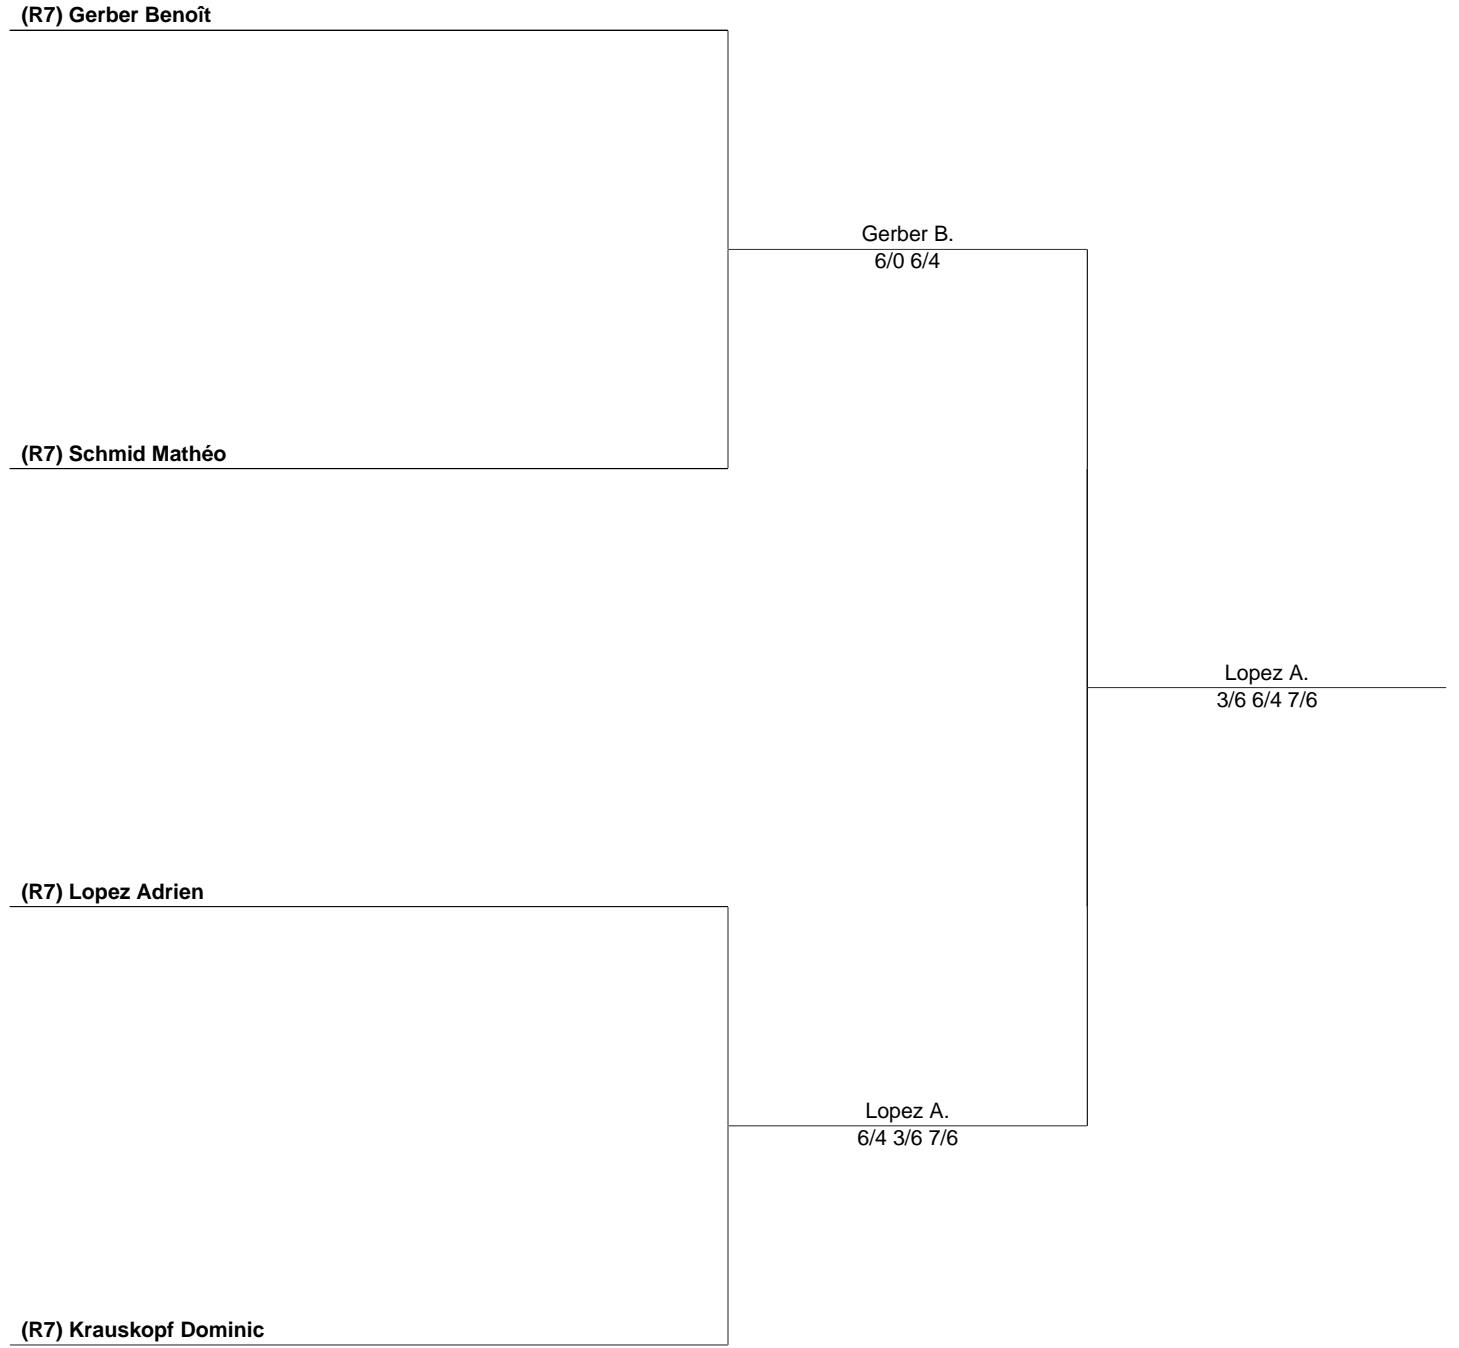 (R7) Gerber Benoît
Gerber B.
6/0 6/4
(R7) Schmid Mathéo
Lopez A.
3/6 6/4 7/6
(R7) Lopez Adrien
Lopez A.
6/4 3/6 7/6
(R7) Krauskopf Dominic